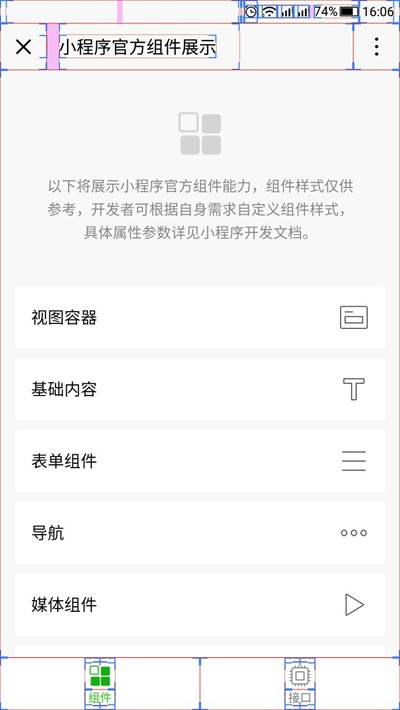 74% 16:06
小程序官方组件展示
以下将展示小程序官方组件能力，组件样式仅供
参考，开发者可根据自身需求自定义组件样式，
具体属性参数详见小程序开发文档。
视图容器
基础内容
表单组件
导航
媒体组件
组件
接口